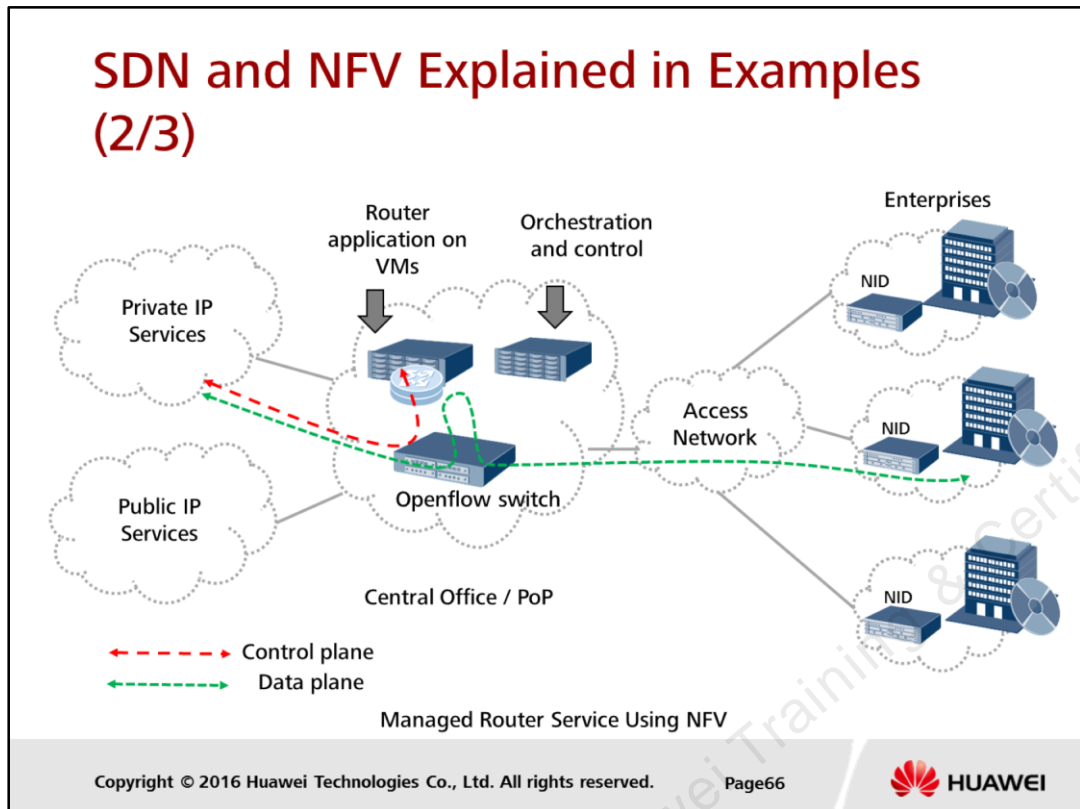 SDN and NFV Explained in Examples
(2/3)
Router
application on
VMs
Orchestration
and control
Enterprises
Private IP
Services
NID
Access
Network
NID
Openflow switch
Public IP
Services
NID
Central Office / PoP
Control plane
Data plane
Managed Router Service Using NFV
Copyright © 2016 Huawei Technologies Co., Ltd. All rights reserved.
Page66
HUAWEI
Training & Certifi